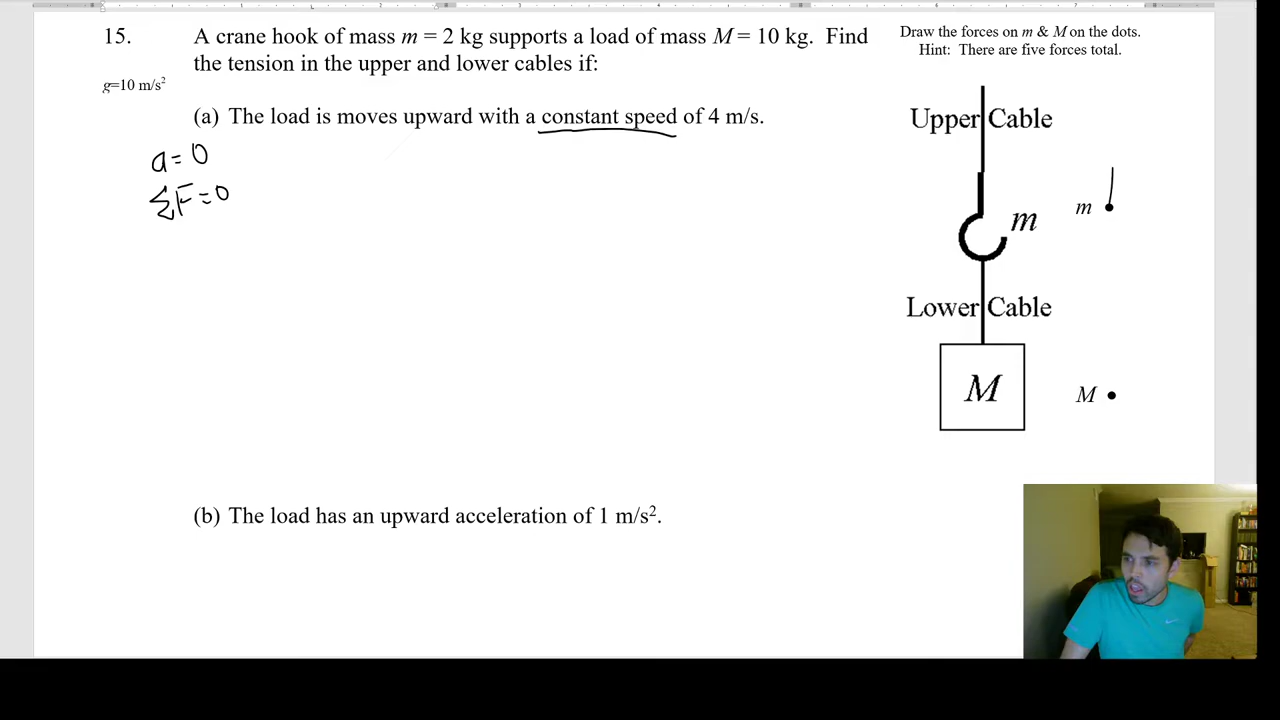 15. A crane hook of mass m = 2 kg supports a load of mass M = 10 kg. Find
the tension in the upper and lower cables if:
g=10 m/s²
(a) The load is moves upward with a constant speed of 4 m/s.
a=0
ΣF=0
(b) The load has an upward acceleration of 1 m/s².
Draw the forces on m & M on the dots.
Hint: There are five forces total.
Upper Cable
m
m
Lower Cable
M
M